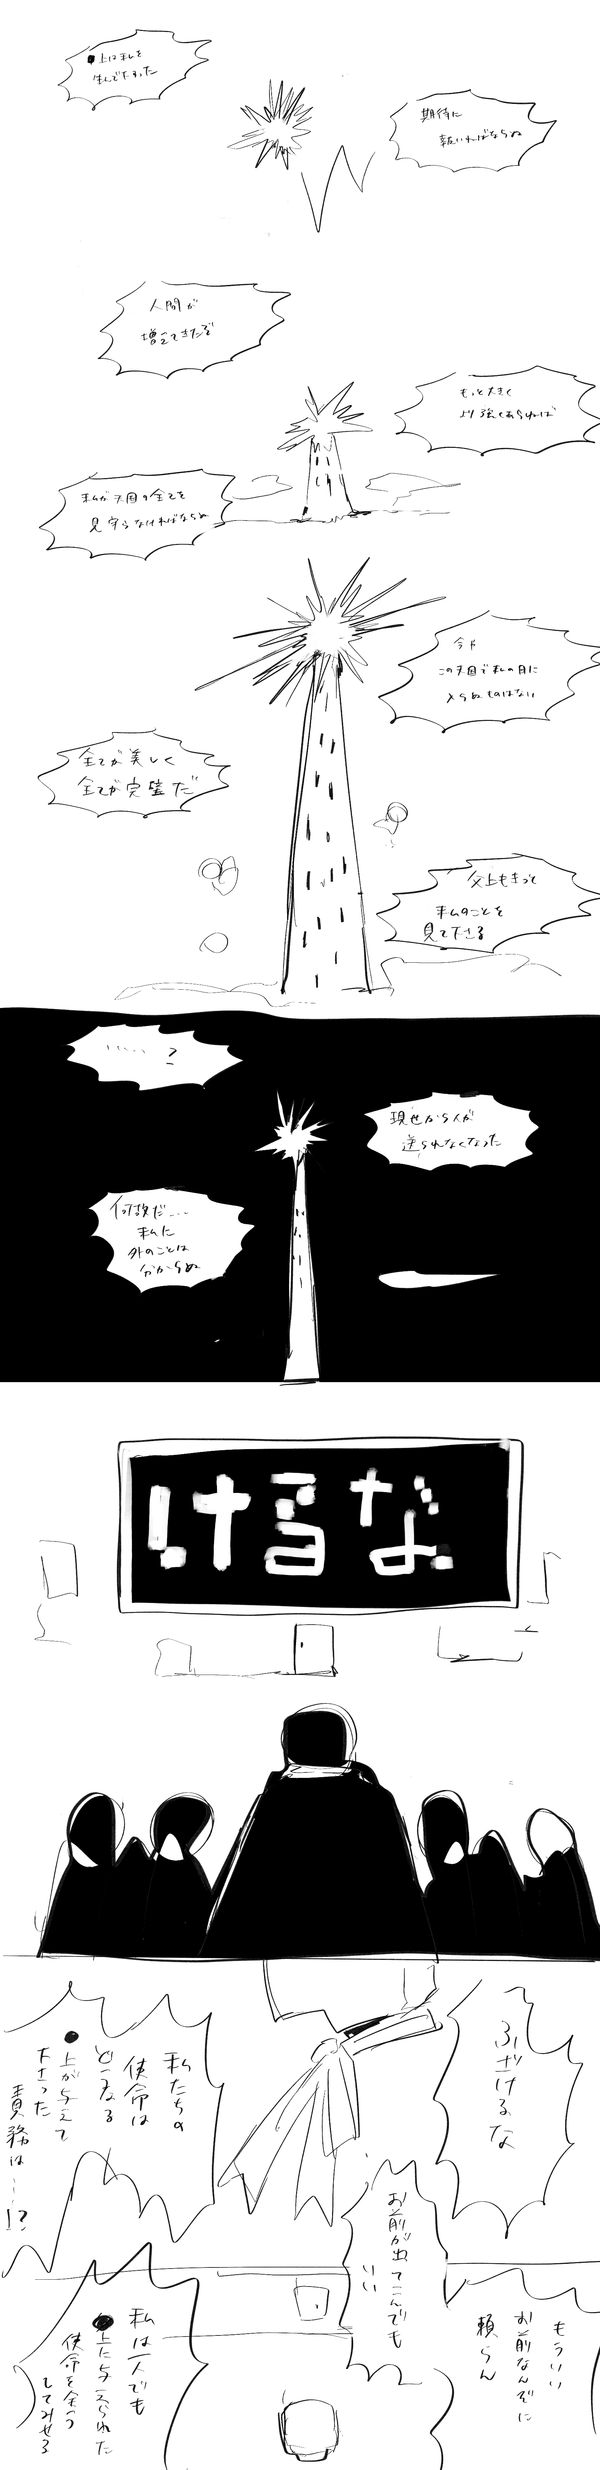 ●上は私を
生んで下さった
期待に
報いねばならぬ
人間が
増えてきたぞ
もっと大きく
より強くあらねば
私が天国の全てを
見守らなければならぬ
今や
この天国で私の目に
入らぬものはない
全てが美しく
全てが完璧だ
父上もきっと
私のことを
見て下さる
……?
現世から人が
送られなくなった
何故だ……
私に
外のことは
分からぬ
けるな
ふざけるな
私たちの
使命は
どうなる
●上が与えて
下さった
責務は…!?
お前が出てこんでも
いい
もういい
お前なんぞに
頼らん
私は一人でも
●上に与えられた
使命を全う
してみせる